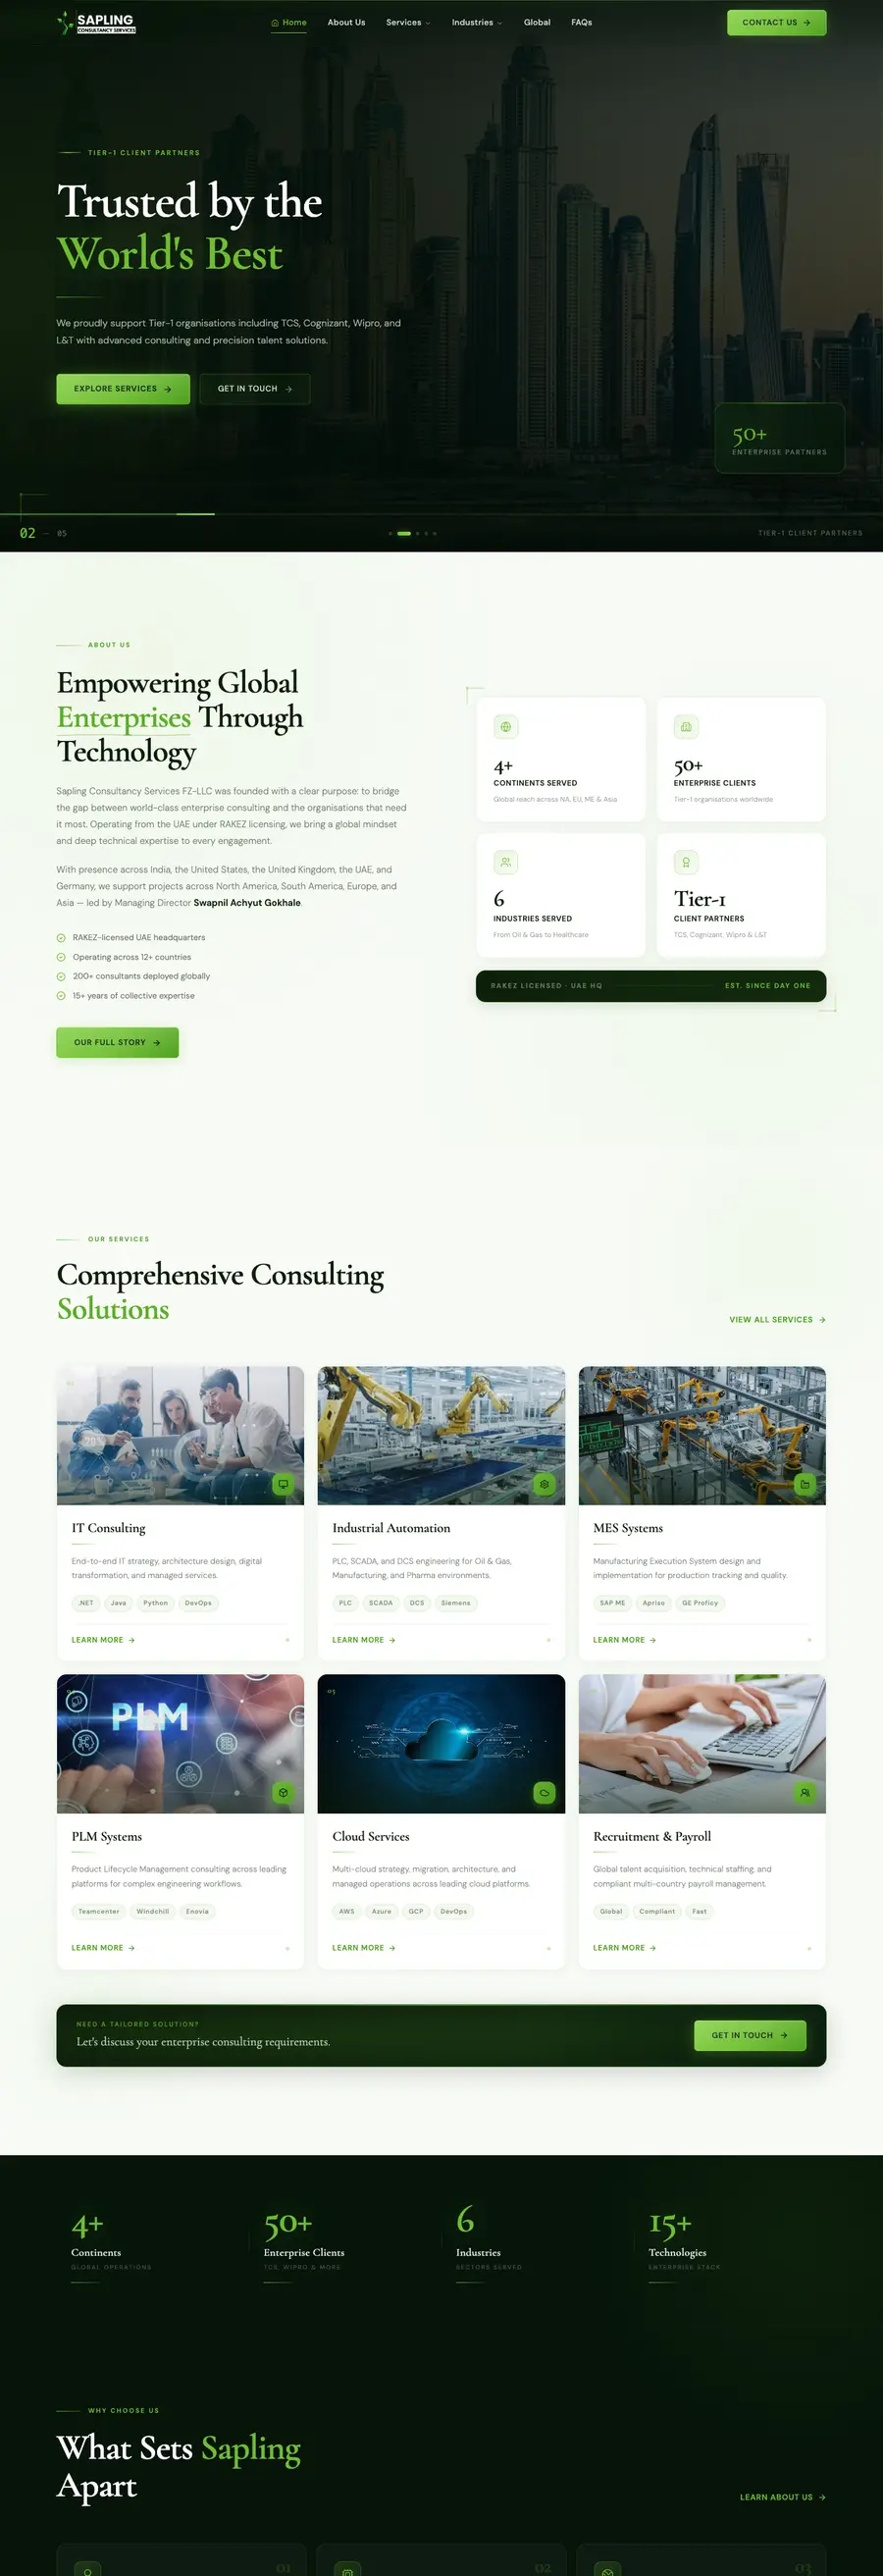 SAPLING
CONSULTANCY SERVICES
Home
About Us
Services
Industries
Global
FAQs
CONTACT US
TIER-1 CLIENT PARTNERS
Trusted by the
World's Best
We proudly support Tier-1 organisations including TCS, Cognizant, Wipro, and
L&T with advanced consulting and precision talent solutions.
EXPLORE SERVICES
GET IN TOUCH
50+
ENTERPRISE PARTNERS
02 — 05
TIER-1 CLIENT PARTNERS
ABOUT US
Empowering Global
Enterprises Through
Technology
Sapling Consultancy Services FZ-LLC was founded with a clear purpose: to bridge
the gap between world-class enterprise consulting and the organisations that need
it most. Operating from the UAE under RAKEZ licensing, we bring a global mindset
and deep technical expertise to every engagement.
With presence across India, the United States, the United Kingdom, the UAE, and
Germany, we support projects across North America, South America, Europe, and
Asia — led by Managing Director Swapnil Achyut Gokhale.
RAKEZ-licensed UAE headquarters
Operating across 12+ countries
200+ consultants deployed globally
15+ years of collective expertise
OUR FULL STORY
4+
CONTINENTS SERVED
Global reach across NA, EU, ME & Asia
50+
ENTERPRISE CLIENTS
Tier-1 organisations worldwide
6
INDUSTRIES SERVED
From Oil & Gas to Healthcare
Tier-1
CLIENT PARTNERS
TCS, Cognizant, Wipro & L&T
RAKEZ LICENSED · UAE HQ
EST. SINCE DAY ONE
OUR SERVICES
Comprehensive Consulting
Solutions
VIEW ALL SERVICES
IT Consulting
End-to-end IT strategy, architecture design, digital
transformation, and managed services.
.NET
Java
Python
DevOps
LEARN MORE
Industrial Automation
PLC, SCADA, and DCS engineering for Oil & Gas,
Manufacturing, and Pharma environments.
PLC
SCADA
DCS
Siemens
LEARN MORE
MES Systems
Manufacturing Execution System design and
implementation for production tracking and quality.
SAP ME
Apriso
GE Proficy
LEARN MORE
PLM
PLM Systems
Product Lifecycle Management consulting across leading
platforms for complex engineering workflows.
Teamcenter
Windchill
Enovia
LEARN MORE
05
Cloud Services
Multi-cloud strategy, migration, architecture, and
managed operations across leading cloud platforms.
AWS
Azure
GCP
DevOps
LEARN MORE
Recruitment & Payroll
Global talent acquisition, technical staffing, and
compliant multi-country payroll management.
Global
Compliant
Fast
LEARN MORE
NEED A TAILORED SOLUTION?
Let's discuss your enterprise consulting requirements.
GET IN TOUCH
4+
Continents
GLOBAL OPERATIONS
50+
Enterprise Clients
TCS, WIPRO & MORE
6
Industries
SECTORS SERVED
15+
Technologies
ENTERPRISE STACK
WHY CHOOSE US
What Sets Sapling
Apart
LEARN ABOUT US
01
02
03